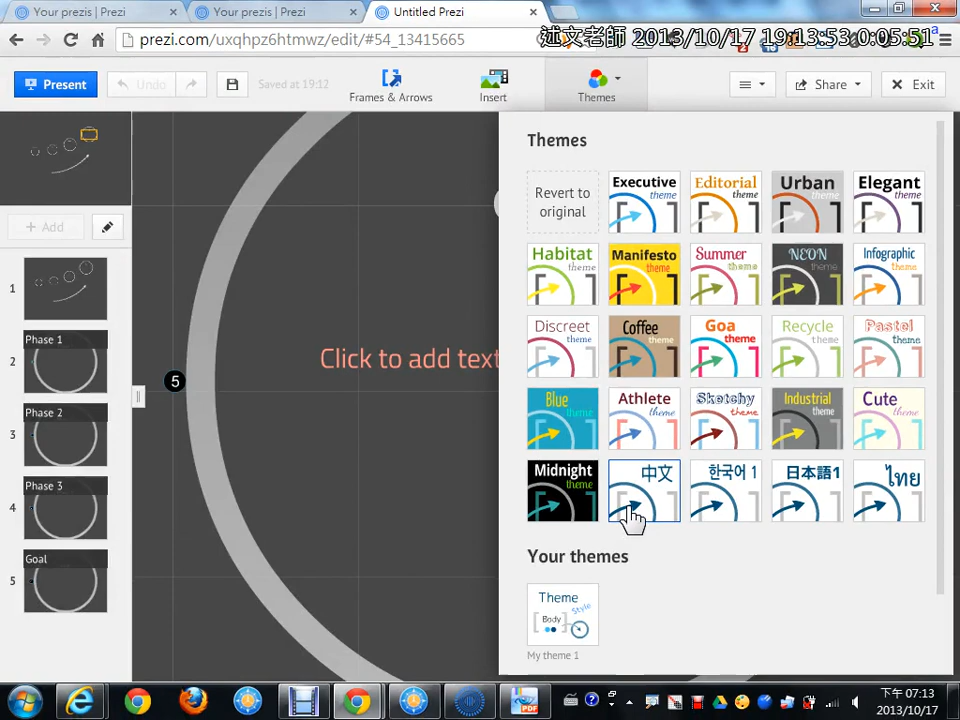 Your prezis | Prezi
Your prezis | Prezi
Untitled Prezi
prezi.com/uxqhpz6htmwz/edit/#54_13415665
2013/10/17 19:13:53 0:05:51
Present
Undo
Saved at 19:12
Frames & Arrows
Insert
Themes
Share
Exit
Add
1
Phase 1
2
Phase 2
3
Phase 3
4
Goal
5
5
Click to add text
Themes
Revert to
original
Executive
theme
Editorial
theme
Urban
theme
Elegant
theme
Habitat
theme
Manifesto
theme
Summer
theme
NEON
theme
Infographic
theme
Discreet
theme
Coffee
theme
Goa
theme
Recycle
theme
Pastel
theme
Blue
theme
Athlete
theme
Sketchy
theme
Industrial
theme
Cute
theme
Midnight
theme
中文
한국어 1
日本語1
ไทย
Your themes
Theme
Style
Body
My theme 1
下午 07:13
2013/10/17